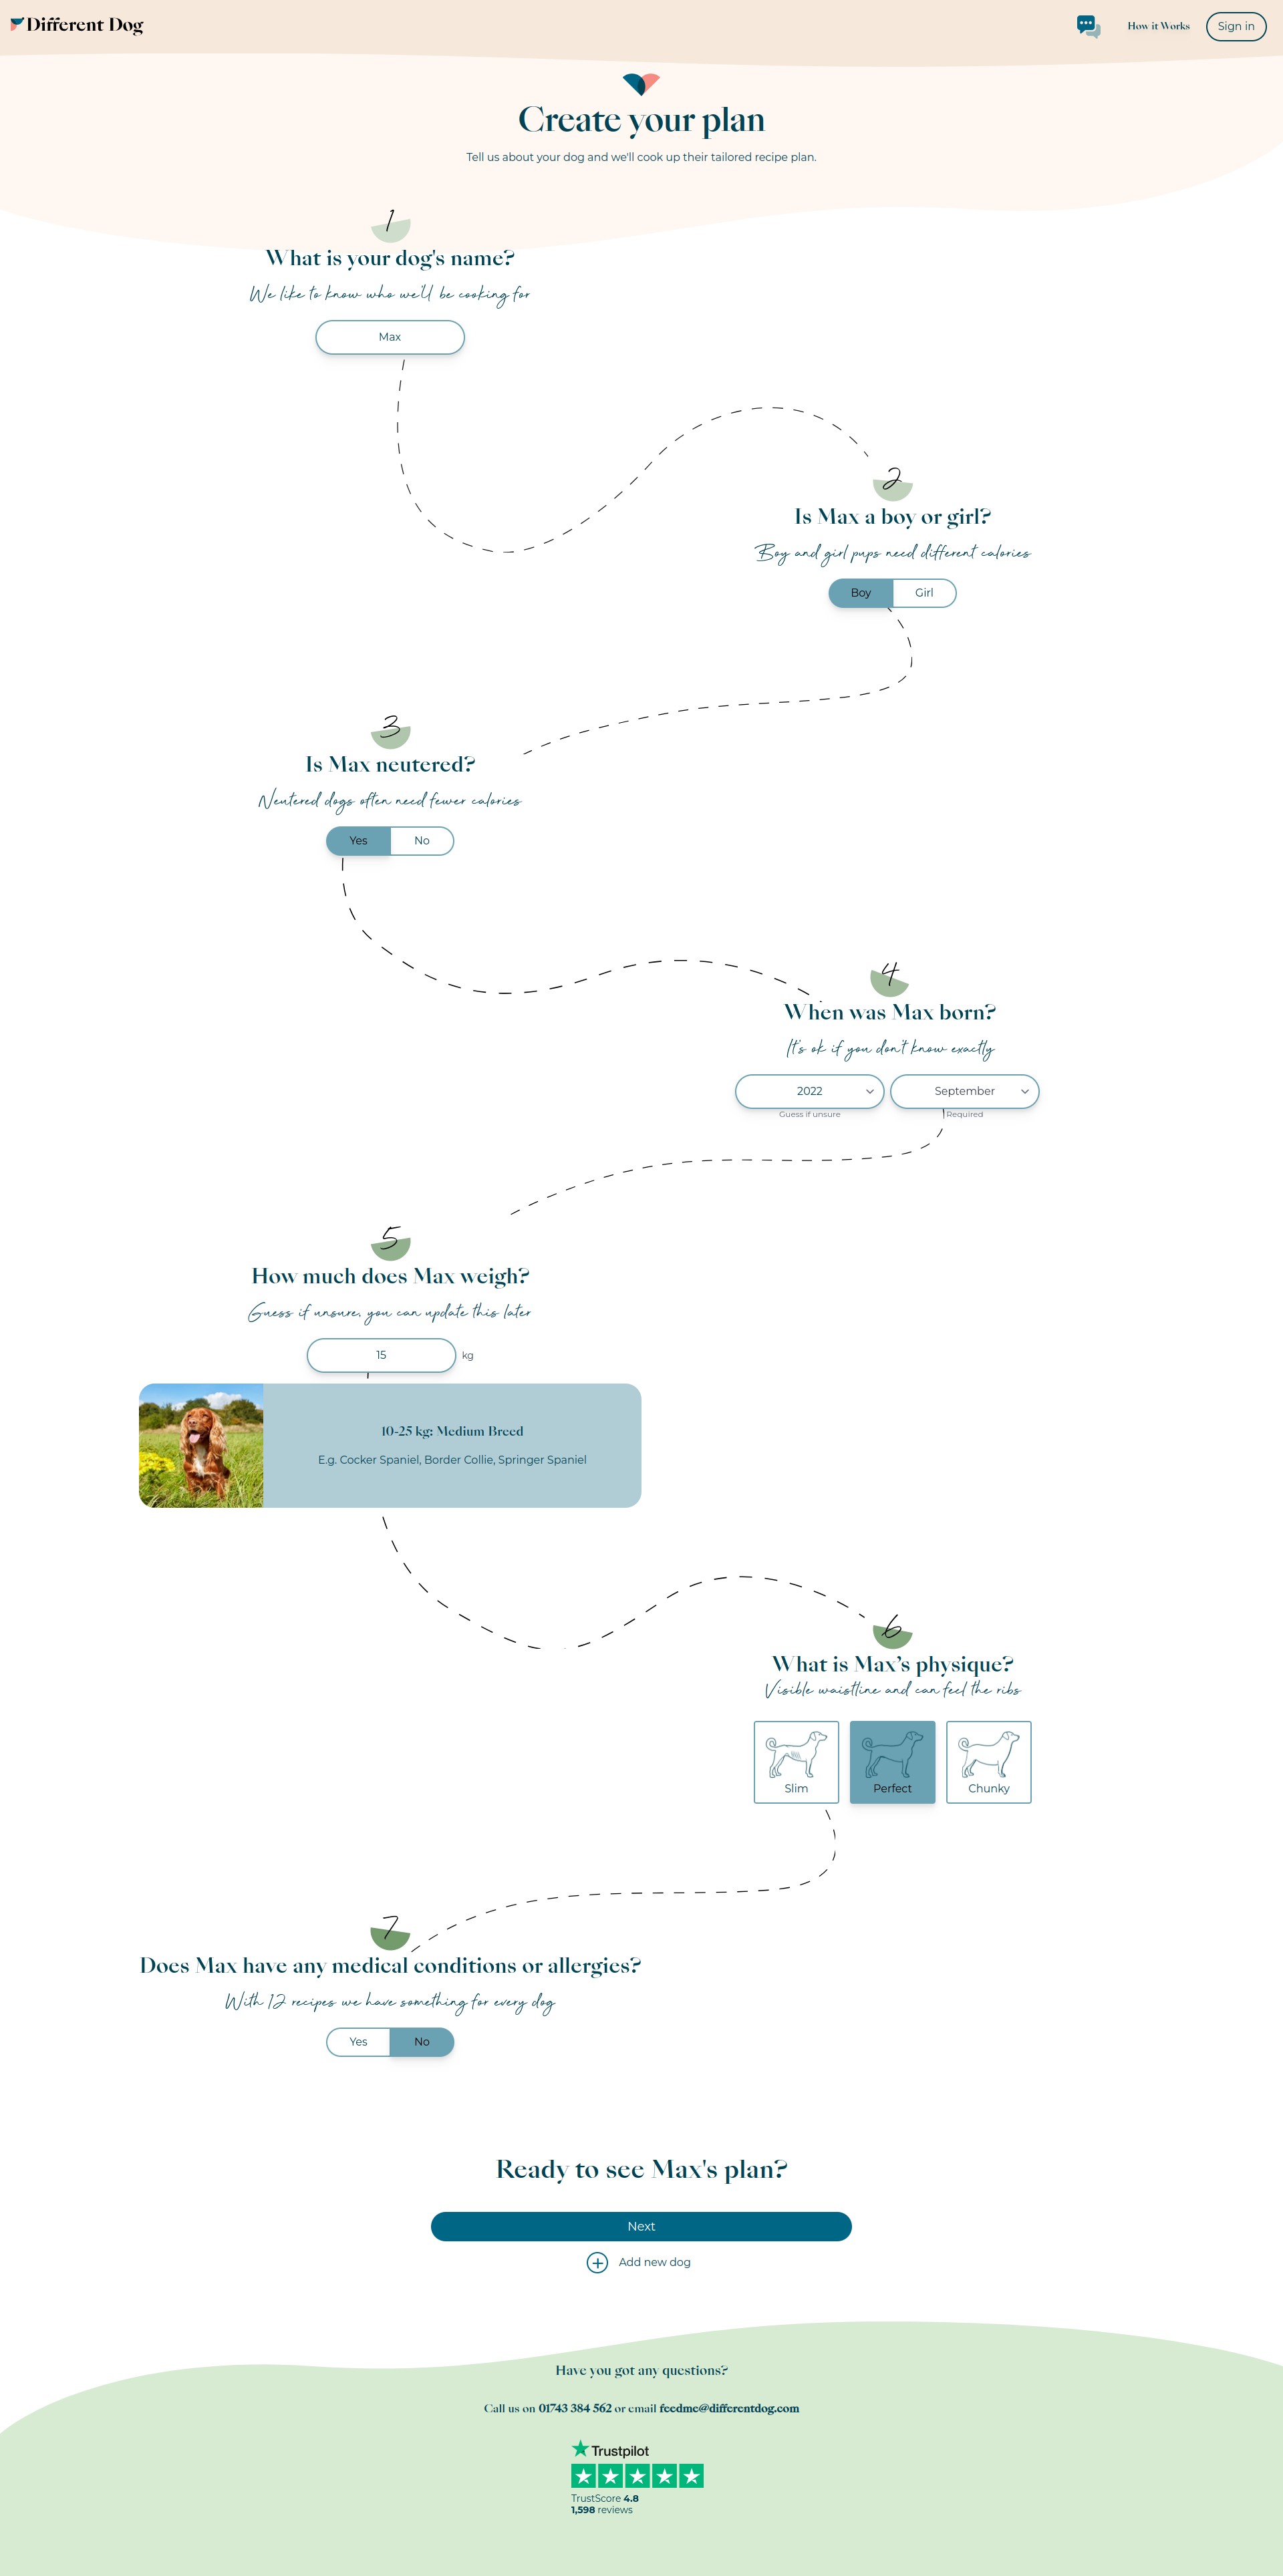 Different Dog
How it Works
Sign in
Create your plan
Tell us about your dog and we'll cook up their tailored recipe plan.
1
What is your dog's name?
We like to know who we'll be cooking for
Max
2
Is Max a boy or girl?
Boy and girl pups need different calories
Boy
Girl
3
Is Max neutered?
Neutered dogs often need fewer calories
Yes
No
4
When was Max born?
It's ok if you don't know exactly
2022
September
Guess if unsure
Required
5
How much does Max weigh?
Guess if unsure, you can update this later
15
kg
10-25 kg: Medium Breed
E.g. Cocker Spaniel, Border Collie, Springer Spaniel
6
What is Max’s physique?
Visible waistline and can feel the ribs
Slim
Perfect
Chunky
7
Does Max have any medical conditions or allergies?
With 12 recipes we have something for every dog
Yes
No
Ready to see Max's plan?
Next
Add new dog
Have you got any questions?
Call us on 01743 384 562 or email feedme@differentdog.com
Trustpilot
TrustScore 4.8
1,598 reviews